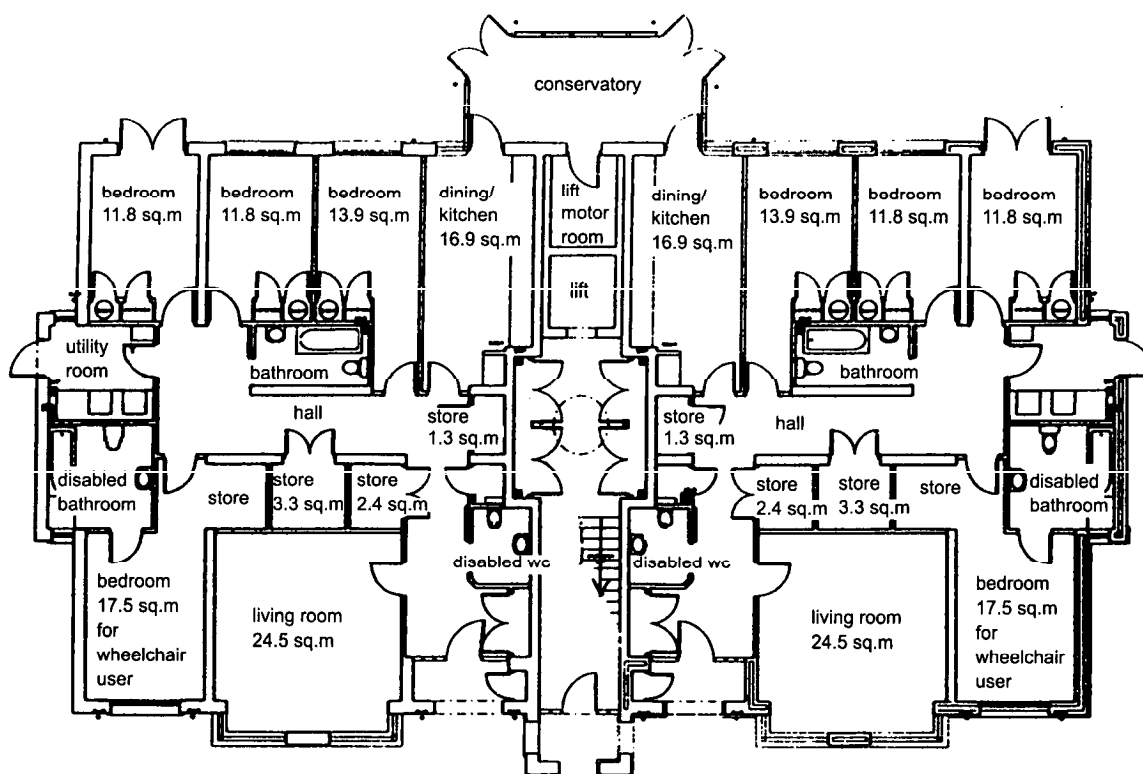 conservatory
bedroom
11.8 sq.m
bedroom
11.8 sq.m
bedroom
13.9 sq.m
dining/
kitchen
16.9 sq.m
lift
motor
room
dining/
kitchen
16.9 sq.m
bedroom
13.9 sq.m
bedroom
11.8 sq.m
bedroom
11.8 sq.m
lift
utility
room
bathroom
bathroom
hall
store
1.3 sq.m
store
1.3 sq.m
hall
disabled
bathroom
store
store
3.3 sq.m
store
2.4 sq.m
store
2.4 sq.m
store
3.3 sq.m
store
disabled
bathroom
disabled wc
disabled wc
bedroom
17.5 sq.m
for
wheelchair
user
living room
24.5 sq.m
living room
24.5 sq.m
bedroom
17.5 sq.m
for
wheelchair
user